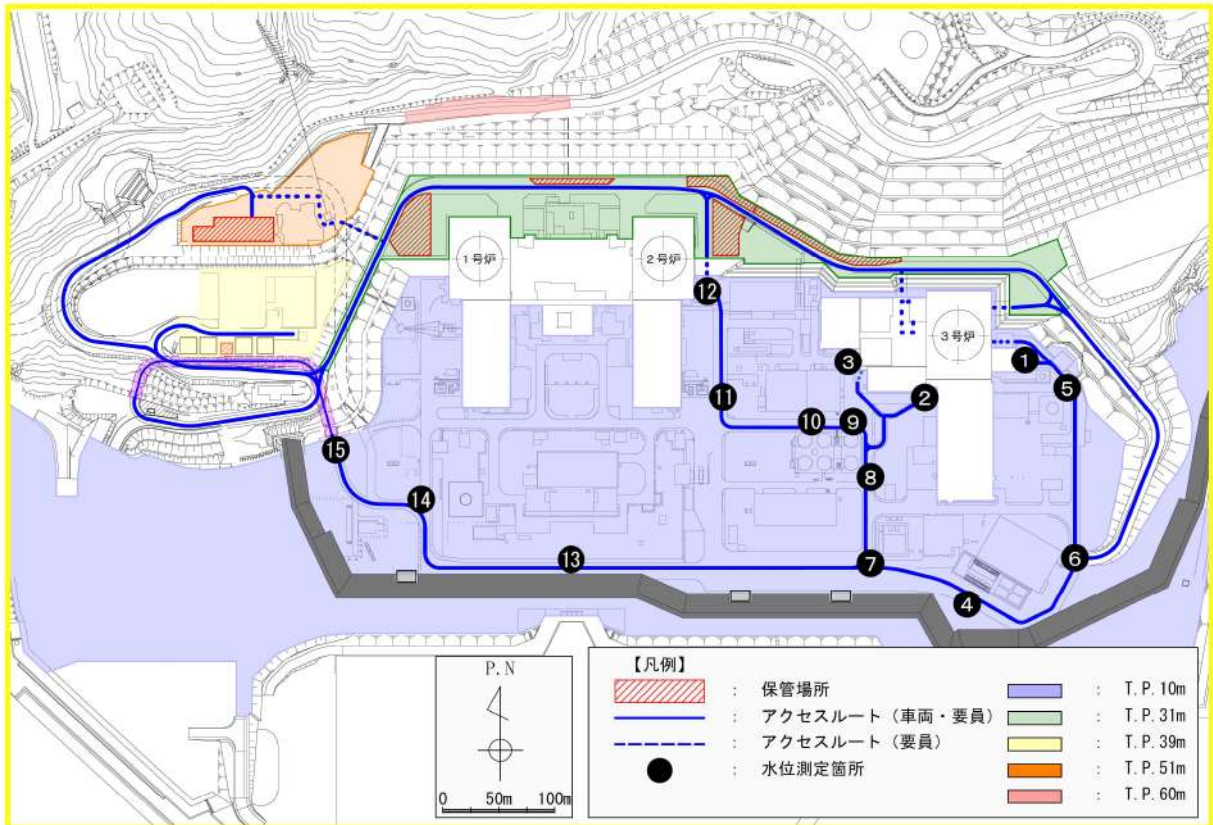 1号炉
2号炉
12
3号炉
3
1
2
5
11
10
9
8
15
14
13
7
6
4
P.N
0 50m 100m
【凡例】
: 保管場所
: アクセスルート（車両・要員）
: アクセスルート（要員）
: 水位測定箇所
: T.P.10m
: T.P.31m
: T.P.39m
: T.P.51m
: T.P.60m